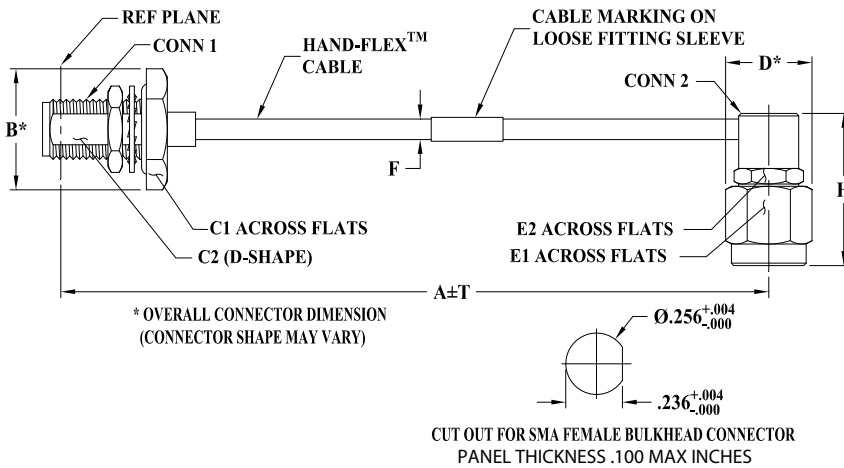 REF PLANE
CONN 1
HAND-FLEX™
CABLE
CABLE MARKING ON
LOOSE FITTING SLEEVE
D*
CONN 2
B*
F
H
C1 ACROSS FLATS
C2 (D-SHAPE)
E2 ACROSS FLATS
E1 ACROSS FLATS
A±T
* OVERALL CONNECTOR DIMENSION
(CONNECTOR SHAPE MAY VARY)
Ø.256 +.004 -.000
.236 +.004 -.000
CUT OUT FOR SMA FEMALE BULKHEAD CONNECTOR
PANEL THICKNESS .100 MAX INCHES